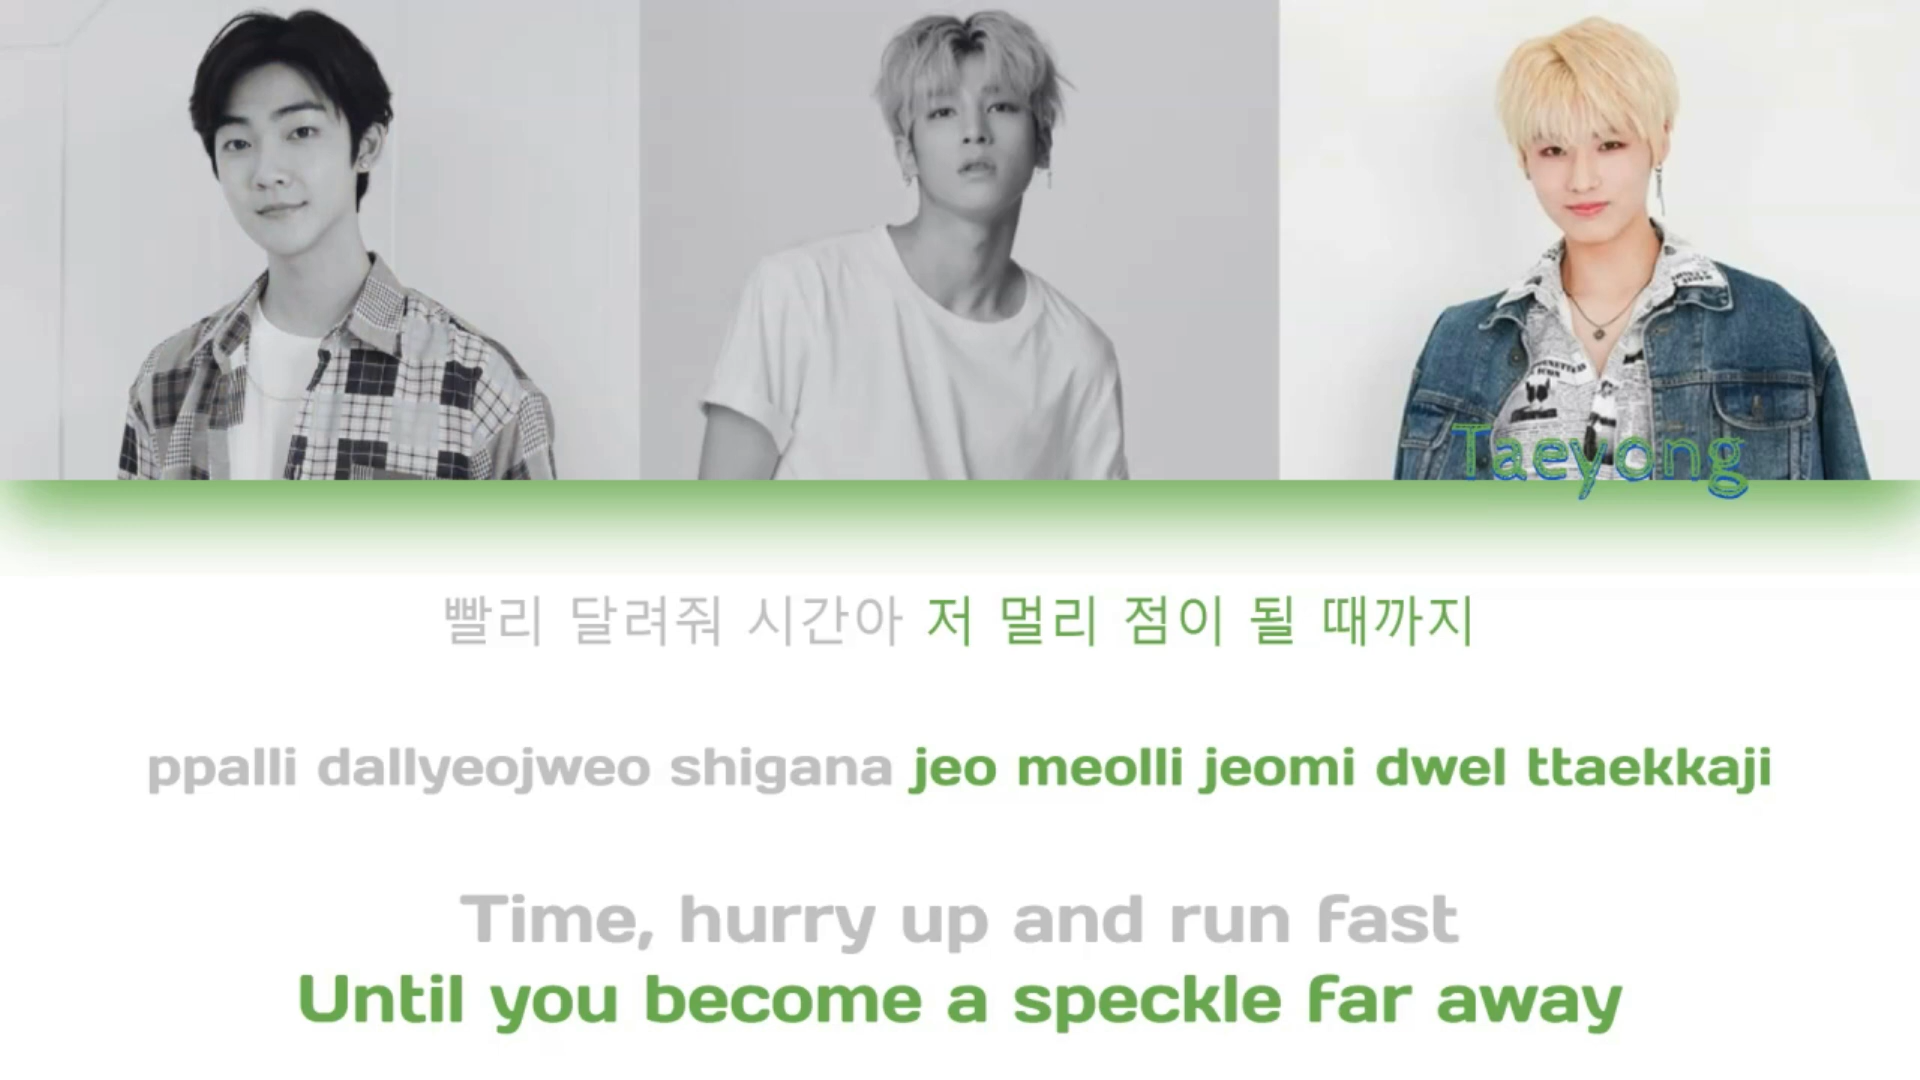 Taeyong
빨리 달려줘 시간아 저 멀리 점이 될 때까지
ppalli dallyeojweo shigana jeo meolli jeomi dwel ttaekkaji
Time, hurry up and run fast
Until you become a speckle far away